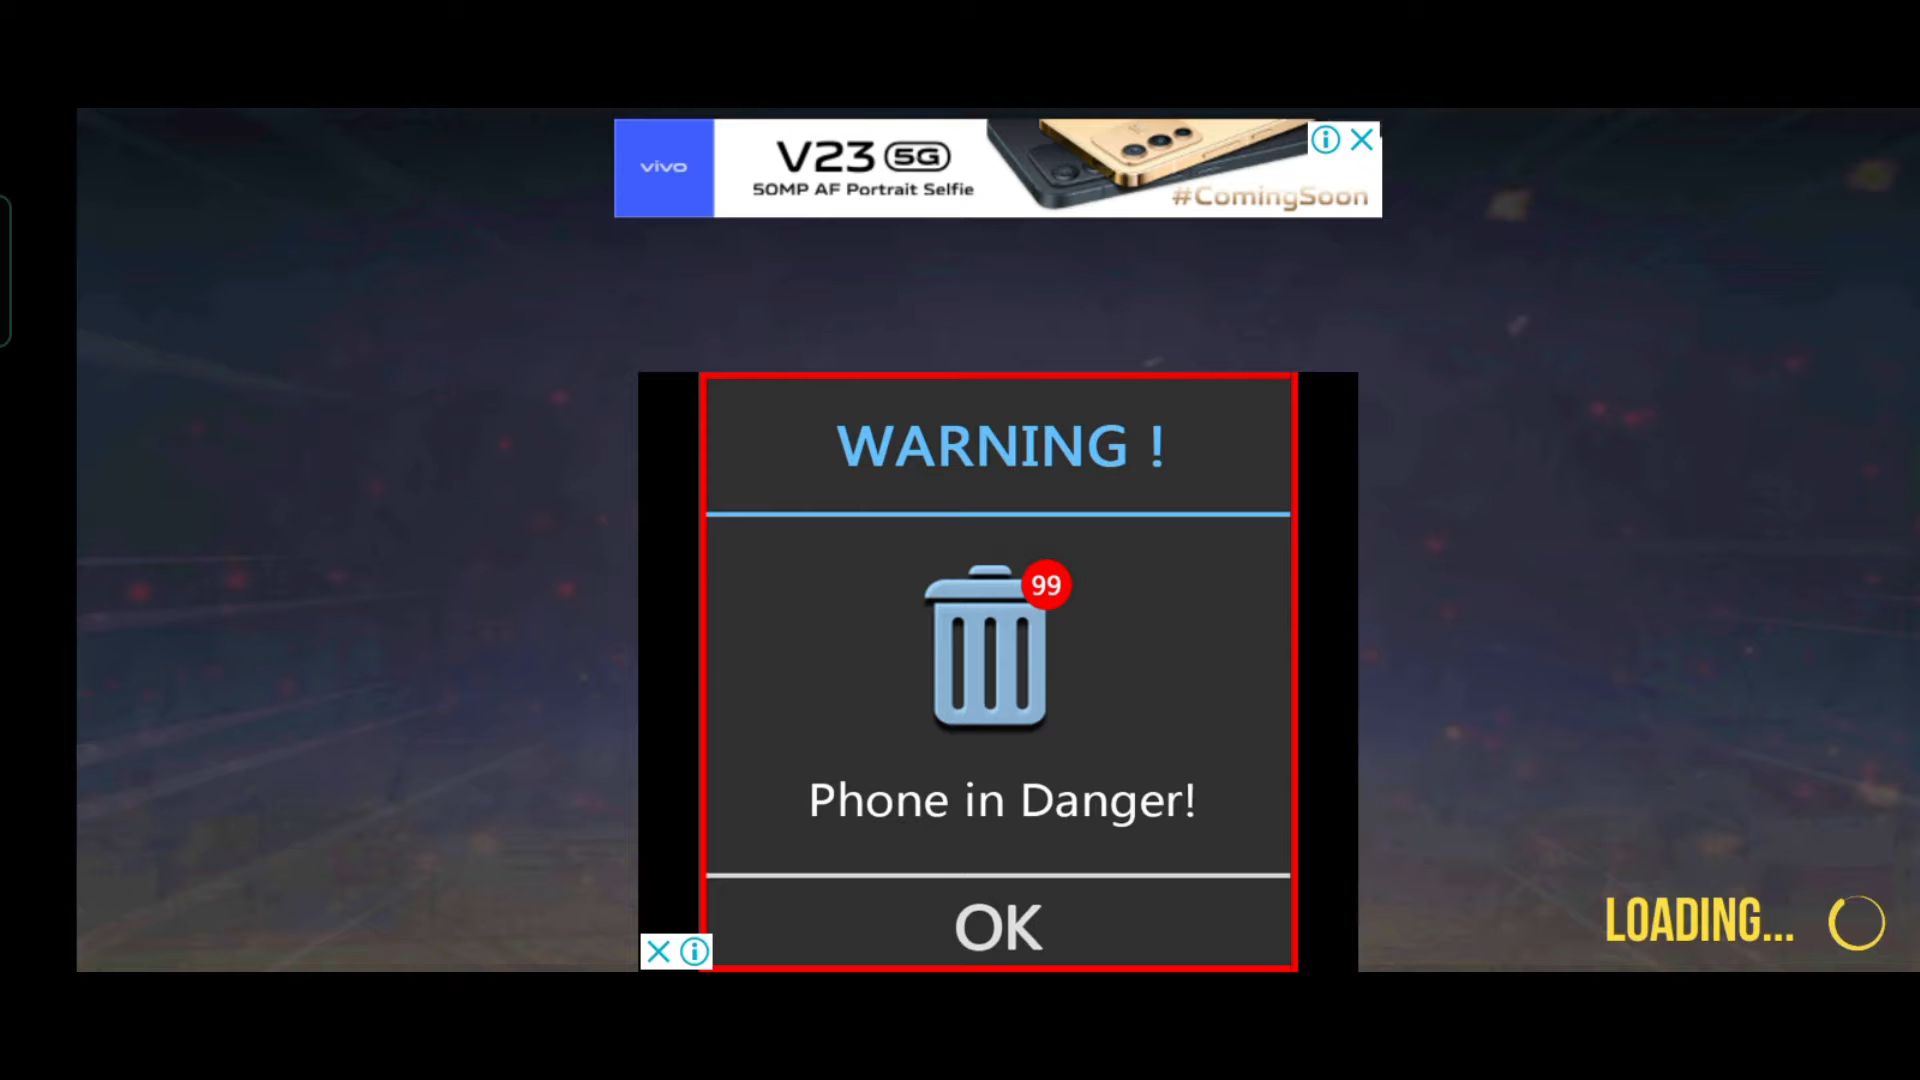 vivo
V23 5G
50MP AF Portrait Selfie
#ComingSoon
WARNING !
99
Phone in Danger!
OK
LOADING...